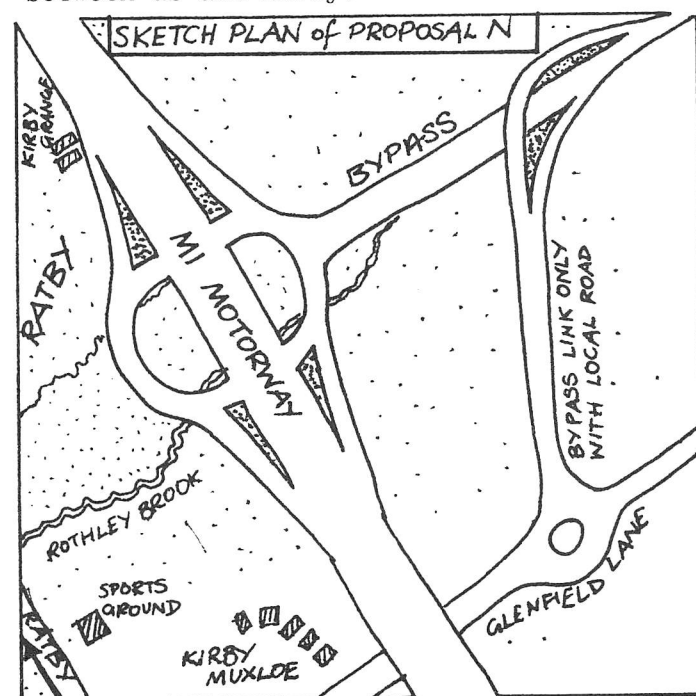 SKETCH PLAN of PROPOSAL N
KIRBY
GRANGE
BYPASS
RATBY
M1 MOTORWAY
BYPASS LINK ONLY
WITH LOCAL ROAD
ROTHLEY BROOK
SPORTS
GROUND
GLENFIELD LANE
RATBY
KIRBY
MUXLOE